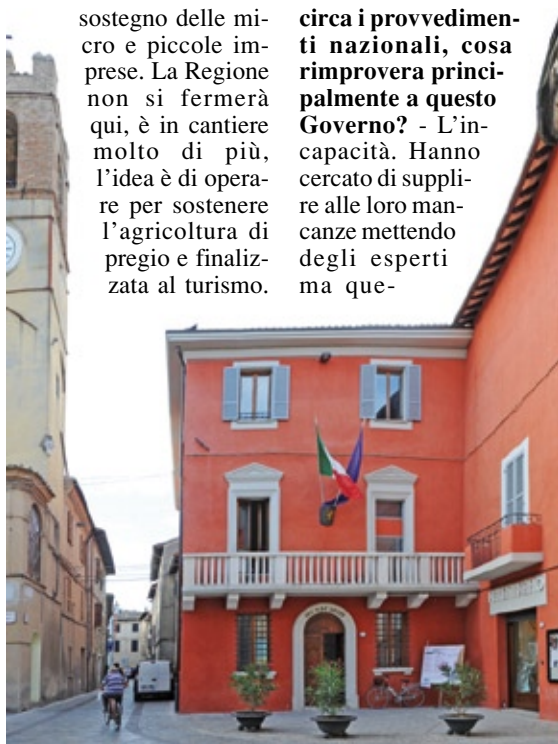 sostegno delle mi-
cro e piccole im-
prese. La Regione
non si fermerà
qui, è in cantiere
molto di più,
l'idea è di opera-
re per sostenere
l'agricoltura di
pregio e finaliz-
zata al turismo.
circa i provvedimen-
ti nazionali, cosa
rimprovera princi-
palmente a questo
Governo? - L'in-
capacità. Hanno
cercato di suppli-
re alle loro man-
canze mettendo
degli esperti
ma que-